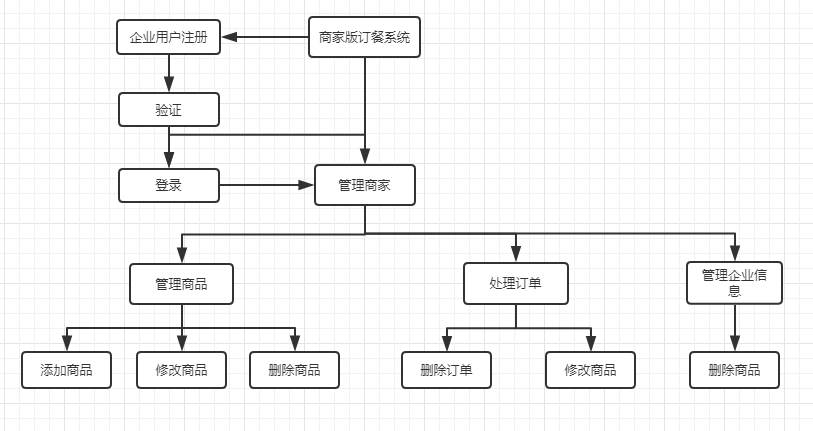 企业用户注册
商家版订餐系统
验证
登录
管理商家
管理商品
处理订单
管理企业信
息
添加商品
修改商品
删除商品
删除订单
修改商品
删除商品